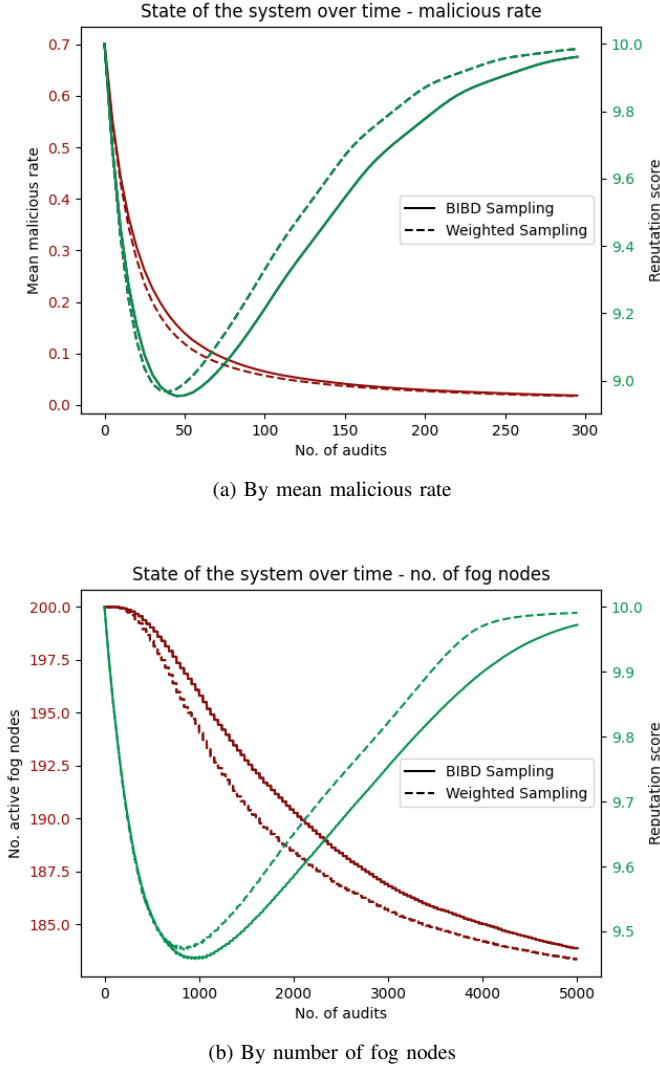 State of the system over time - malicious rate
0.7
0.6
0.5
0.4
0.3
0.2
0.1
0.0
Mean malicious rate
10.0
9.8
9.6
9.4
9.2
9.0
Reputation score
BIBD Sampling
Weighted Sampling
0 50 100 150 200 250 300
No. of audits
(a) By mean malicious rate
State of the system over time - no. of fog nodes
200.0
197.5
195.0
192.5
190.0
187.5
185.0
No. active fog nodes
10.0
9.9
9.8
9.7
9.6
9.5
Reputation score
BIBD Sampling
Weighted Sampling
0 1000 2000 3000 4000 5000
No. of audits
(b) By number of fog nodes